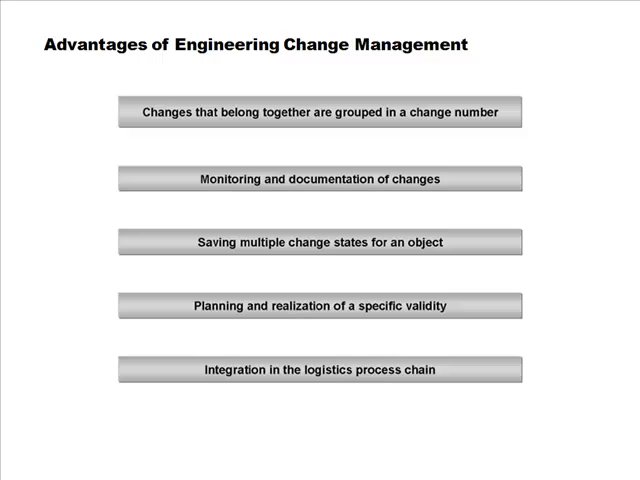 Advantages of Engineering Change Management
Changes that belong together are grouped in a change number
Monitoring and documentation of changes
Saving multiple change states for an object
Planning and realization of a specific validity
Integration in the logistics process chain